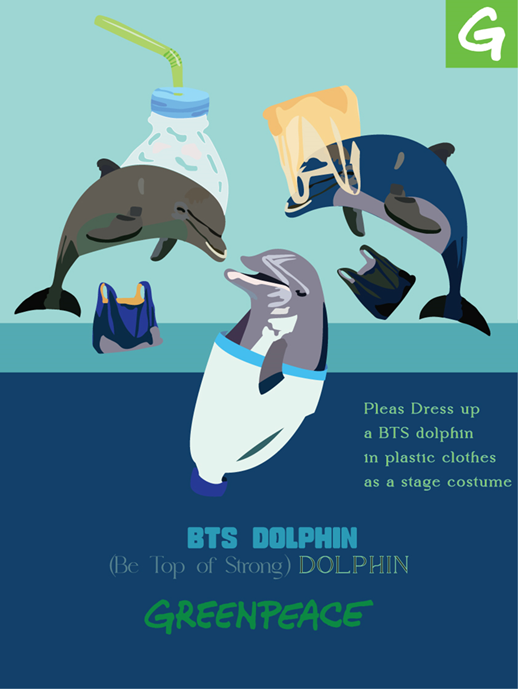 G
Pleas Dress up
a BTS dolphin
in plastic clothes
as a stage costume
BTS DOLPHIN
(Be Top of Strong) DOLPHIN
GREENPEACE